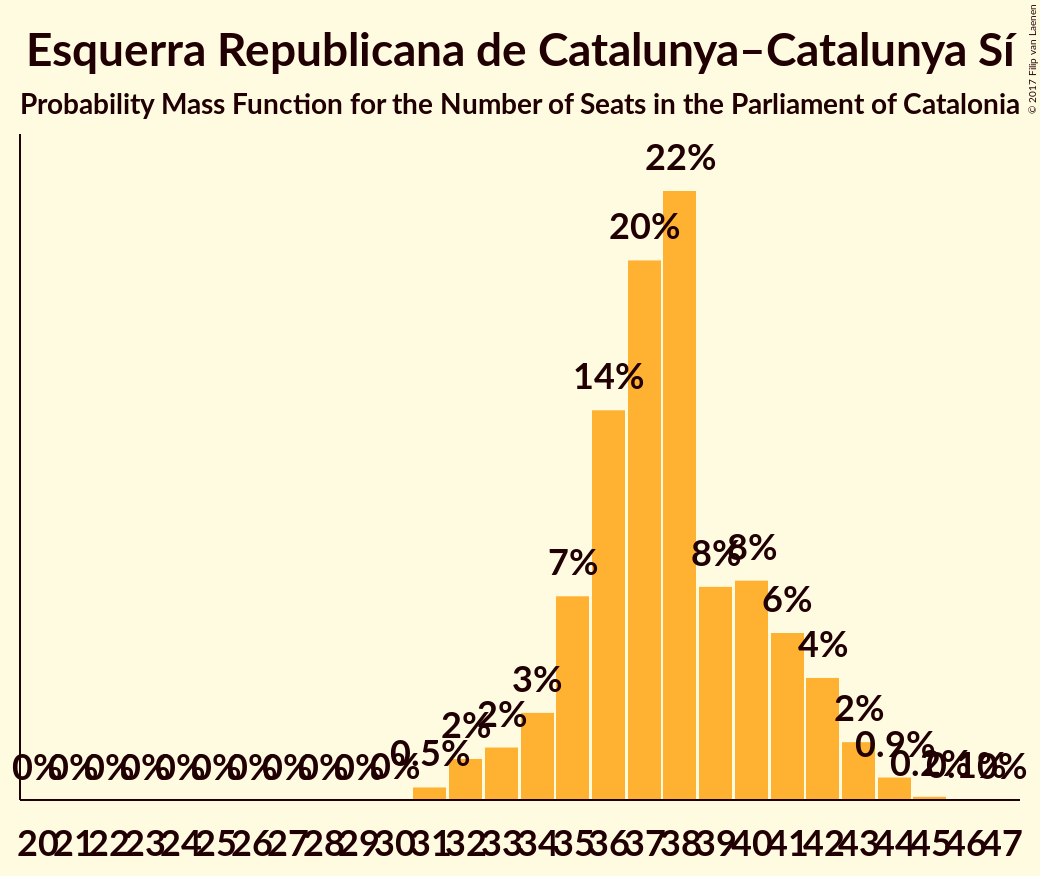 Esquerra Republicana de Catalunya–Catalunya Sí
Probability Mass Function for the Number of Seats in the Parliament of Catalonia
© 2017 Filip van Laenen
0% 0% 0% 0% 0% 0% 0% 0% 0% 0% 0% 0.5% 2% 2% 3% 7% 14% 20% 22% 8% 8% 6% 4% 2% 0.9% 0.2% 0.1% 0%
20 21 22 23 24 25 26 27 28 29 30 31 32 33 34 35 36 37 38 39 40 41 42 43 44 45 46 47